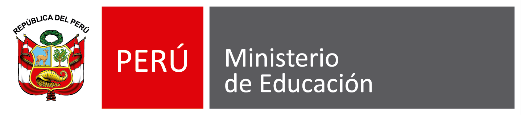 REPÚBLICA DEL PERÚ
PERÚ
Ministerio
de Educación